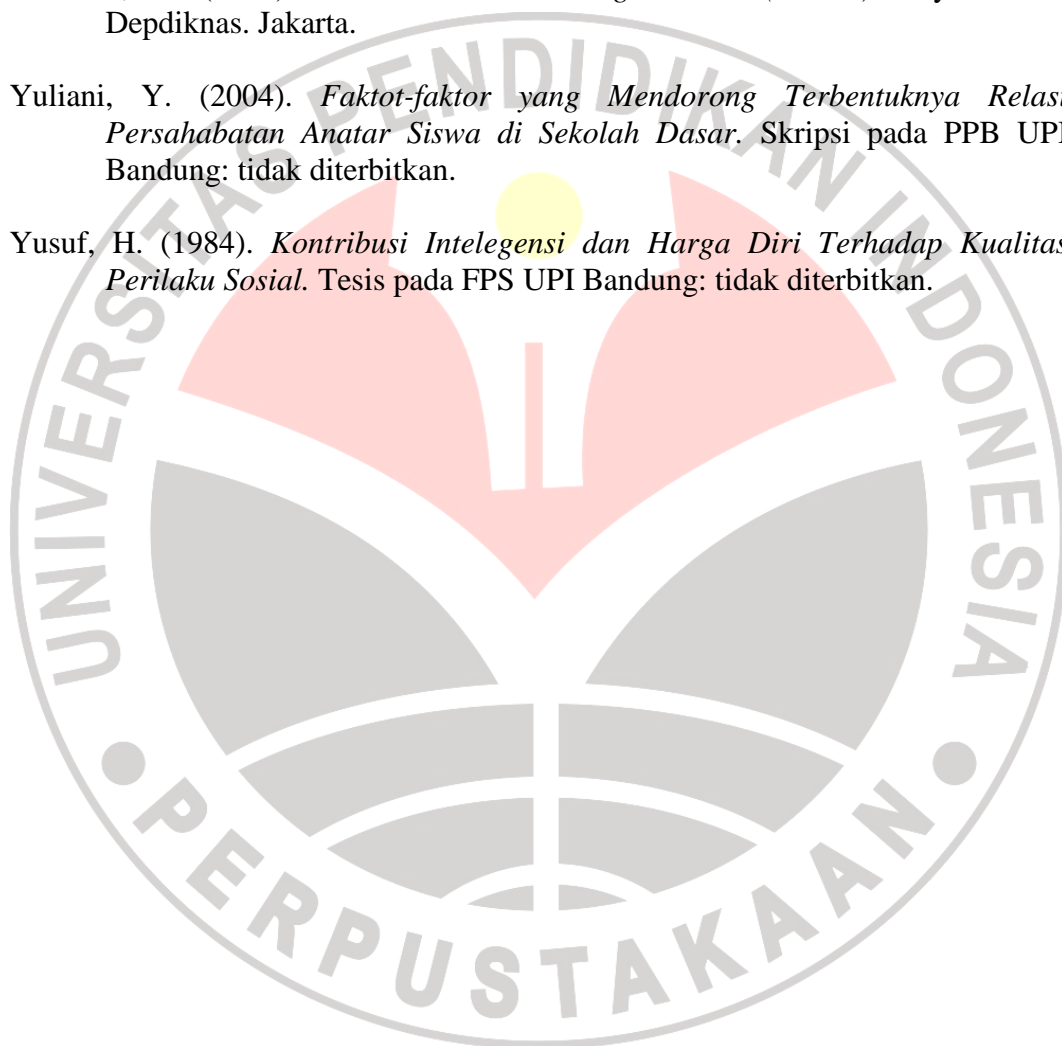 Depdiknas. Jakarta.
Yuliani, Y. (2004). Faktot-faktor yang Mendorong Terbentuknya Relasi
Persahabatan Anatar Siswa di Sekolah Dasar. Skripsi pada PPB UPI
Bandung: tidak diterbitkan.
Yusuf, H. (1984). Kontribusi Intelegensi dan Harga Diri Terhadap Kualitas
Perilaku Sosial. Tesis pada FPS UPI Bandung: tidak diterbitkan.
UNIVERSITAS PENDIDIKAN INDONESIA
PERPUSTAKAAN